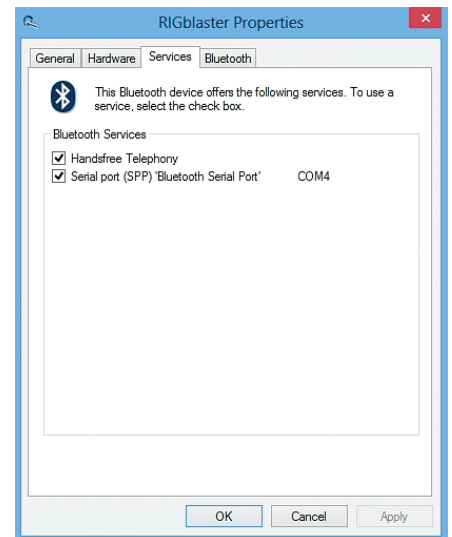 RIGblaster Properties
General Hardware Services Bluetooth
This Bluetooth device offers the following services. To use a
service, select the check box.
Bluetooth Services
Handsfree Telephony
Serial port (SPP) 'Bluetooth Serial Port' COM4
OK Cancel Apply